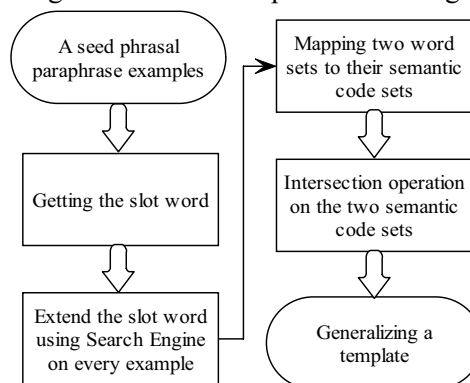 A seed phrasal
paraphrase examples
Getting the slot word
Extend the slot word
using Search Engine
on every example
Mapping two word
sets to their semantic
code sets
Intersection operation
on the two semantic
code sets
Generalizing a
template